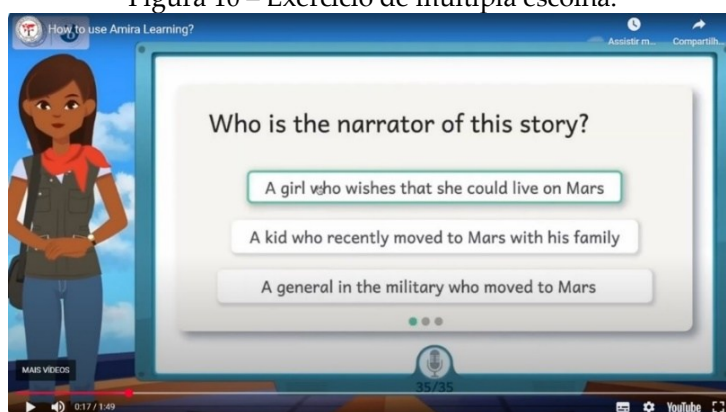 Figura 10 – Exercício de múltipla escolha.
How to use Amira Learning?
Assistir m...
Compartilh...
Who is the narrator of this story?
A girl who wishes that she could live on Mars
A kid who recently moved to Mars with his family
A general in the military who moved to Mars
MAIS VÍDEOS
35/35
0:17 / 1:49
YouTube